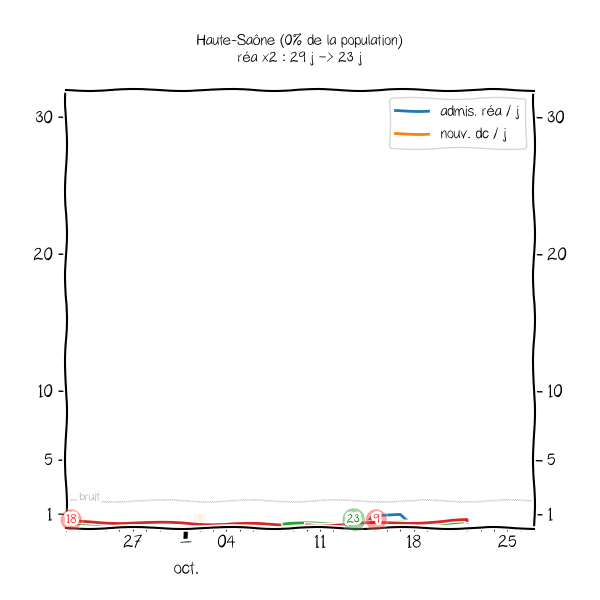 Haute-Saône (0% de la population)
réa x2 : 29 j -> 23 j
admis. réa / j
nouv. dc / j
30 30
20 20
10 10
5 5
bruit
1 1
18 23 9
27 04 11 18 25
oct.